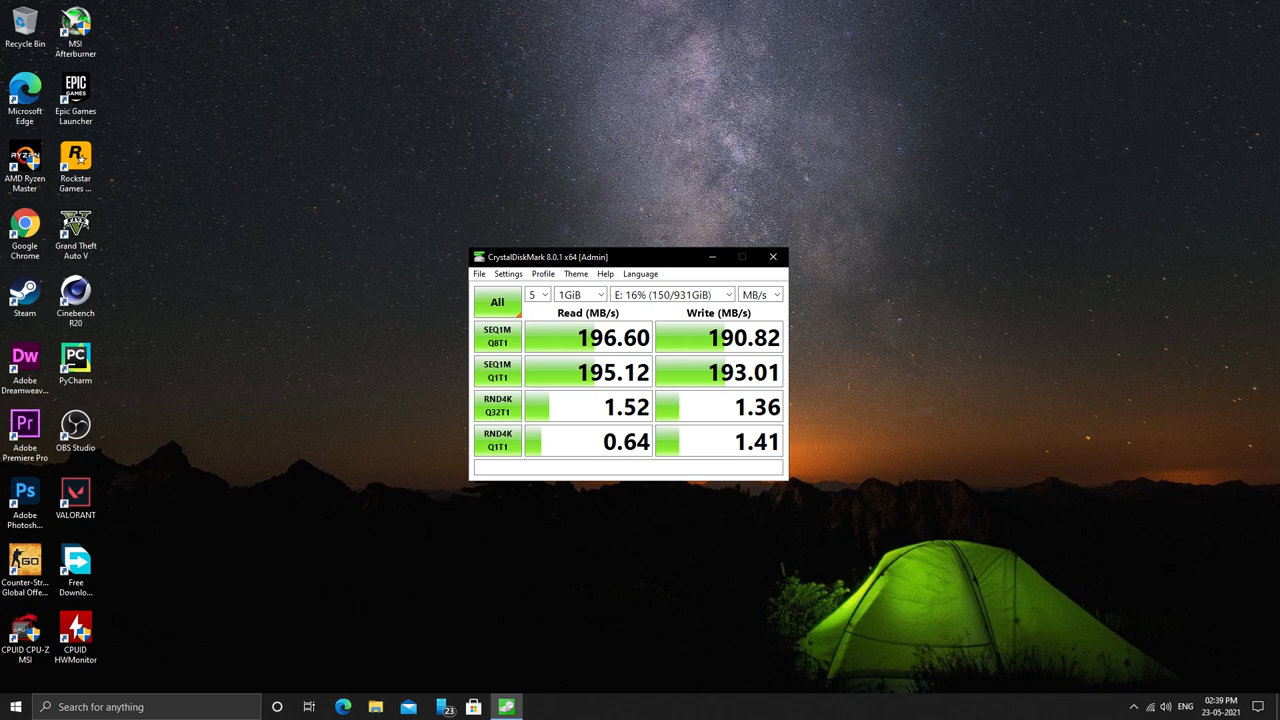 Recycle Bin
MSI
Afterburner
Microsoft
Edge
EPIC
GAMES
Epic Games
Launcher
RYZEN
AMD Ryzen
Master
R
Rockstar
Games ...
Google
Chrome
V
Grand Theft
Auto V
Steam
Cinebench
R20
Dw
Adobe
Dreamweav...
PC
PyCharm
Pr
Adobe
Premiere Pro
OBS Studio
Ps
Adobe
Photosh...
VALORANT
GO
Counter-Str...
Global Offe...
Free
Downlo...
CPUID CPU-Z
MSI
CPUID
HWMonitor
CrystalDiskMark 8.0.1 x64 [Admin]
File Settings Profile Theme Help Language
All 5 1GiB E: 16% (150/931GiB) MB/s
Read (MB/s) Write (MB/s)
SEQ1M
Q8T1
196.60 190.82
SEQ1M
Q1T1
195.12 193.01
RND4K
Q32T1
1.52 1.36
RND4K
Q1T1
0.64 1.41
Search for anything
23
ENG
02:39 PM
23-05-2021